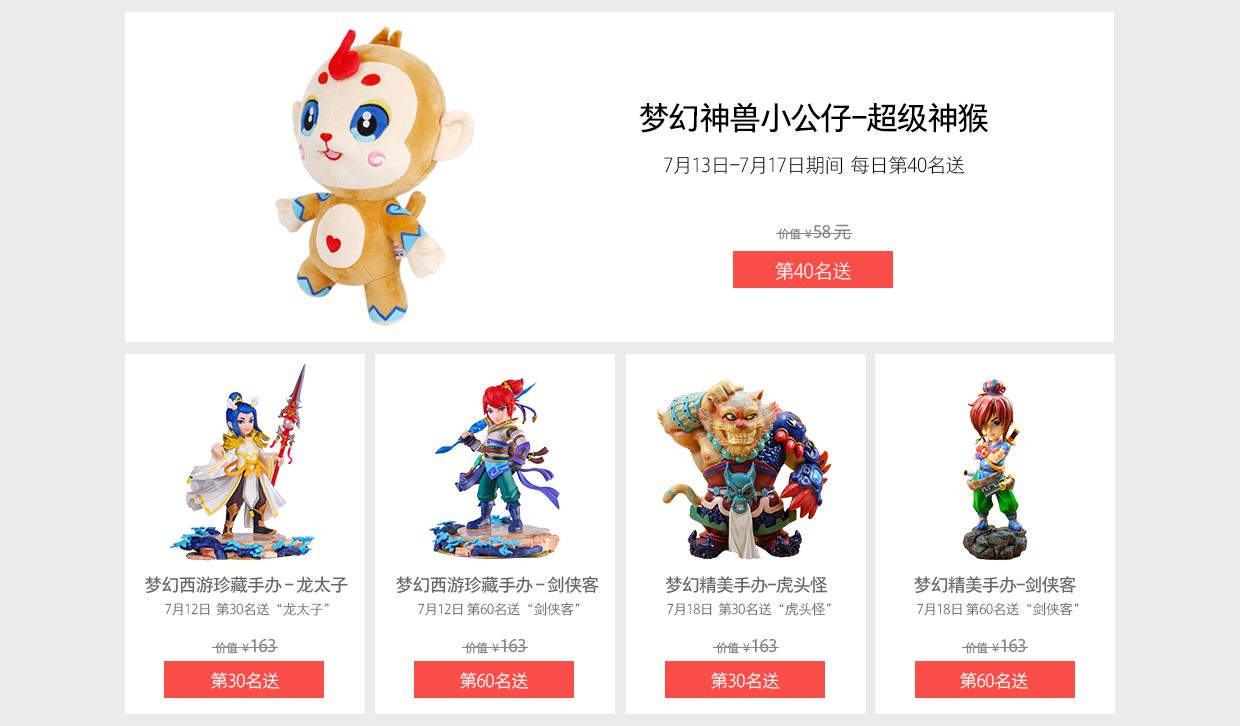 梦幻神兽小公仔-超级神猴
7月13日-7月17日期间 每日第40名送
价值 ¥58 元
第40名送
梦幻西游珍藏手办 - 龙太子
7月12日 第30名送 “龙太子”
价值 ¥163
第30名送
梦幻西游珍藏手办 - 剑侠客
7月12日 第60名送 “剑侠客”
价值 ¥163
第60名送
梦幻精美手办-虎头怪
7月18日 第30名送 “虎头怪”
价值 ¥163
第30名送
梦幻精美手办-剑侠客
7月18日 第60名送 “剑侠客”
价值 ¥163
第60名送